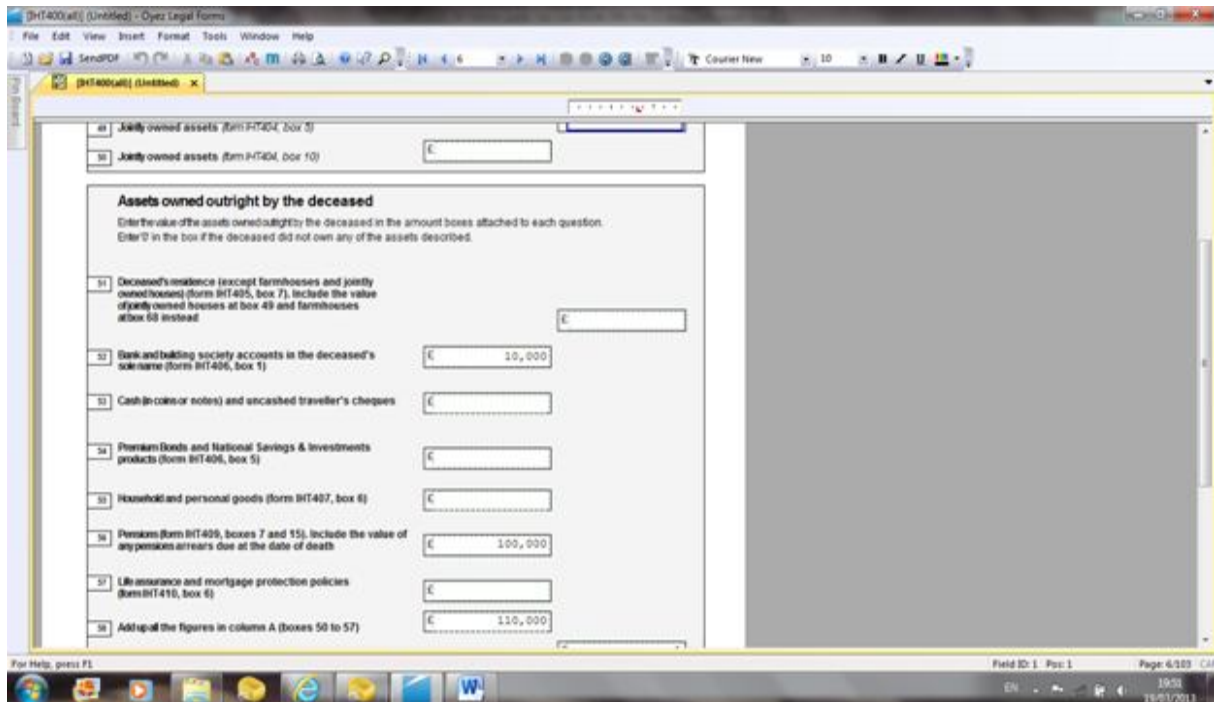 [IHT400(all)] (Untitled) - Oyez Legal Forms
File Edit View Insert Format Tools Window Help
SendPDF 6 Courier New 10 B I U
[IHT400(all)] (Untitled) x
49 Jointly owned assets (form IHT404, box 5)
50 Jointly owned assets (form IHT404, box 10) £
Assets owned outright by the deceased
Enter the value of the assets owned outright by the deceased in the amount boxes attached to each question.
Enter '0' in the box if the deceased did not own any of the assets described.
51 Deceased's residence (except farmhouses and jointly
owned houses) (form IHT405, box 7). Include the value
of jointly owned houses at box 49 and farmhouses
at box 68 instead £
52 Bank and building society accounts in the deceased's £ 10,000
sole name (form IHT406, box 1)
53 Cash (in coins or notes) and uncashed traveller's cheques £
54 Premium Bonds and National Savings & Investments
products (form IHT406, box 5) £
55 Household and personal goods (form IHT407, box 6) £
56 Pensions (form IHT409, boxes 7 and 15). Include the value of
any pensions arrears due at the date of death £ 100,000
57 Life assurance and mortgage protection policies
(form IHT410, box 6) £
58 Add up all the figures in column A (boxes 50 to 57) £ 110,000
For Help, press F1 Field ID: 1 Pos: 1 Page: 6/103
EN 19:51
19/03/2013